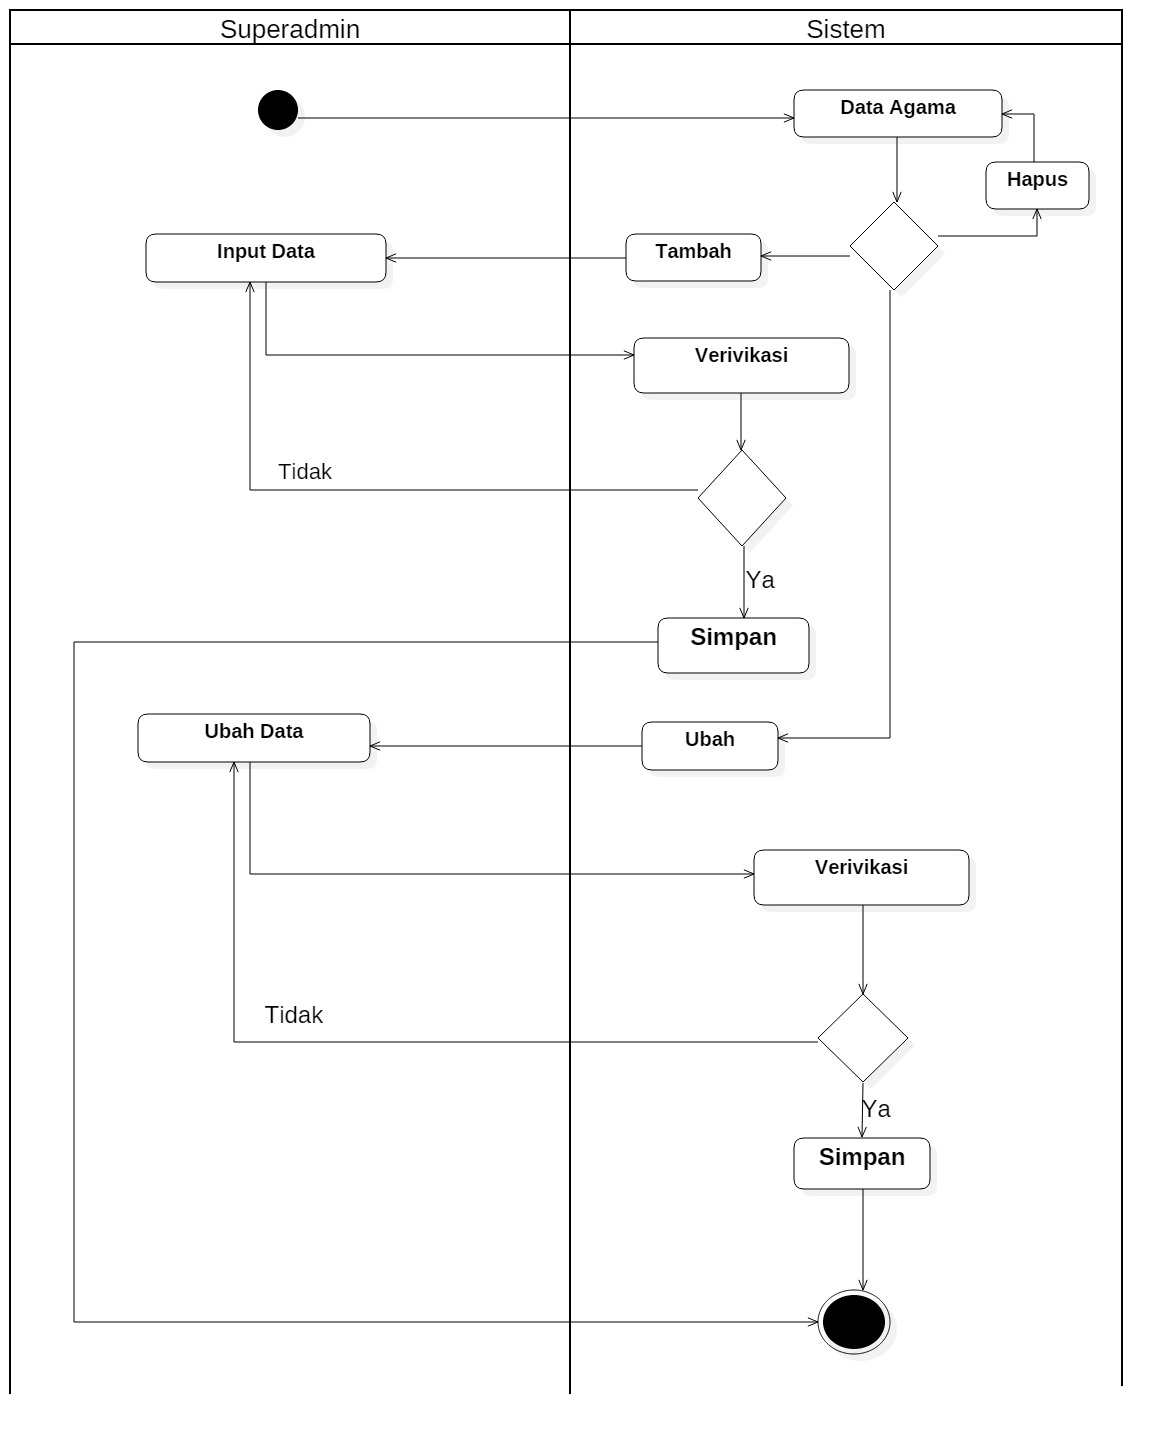 Superadmin
Sistem
Data Agama
Hapus
Input Data
Tambah
Verivikasi
Tidak
Ya
Simpan
Ubah Data
Ubah
Verivikasi
Tidak
Ya
Simpan